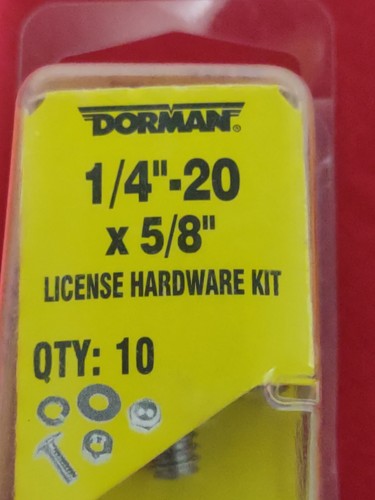 DORMAN®
1/4"-20
x 5/8"
LICENSE HARDWARE KIT
QTY: 10